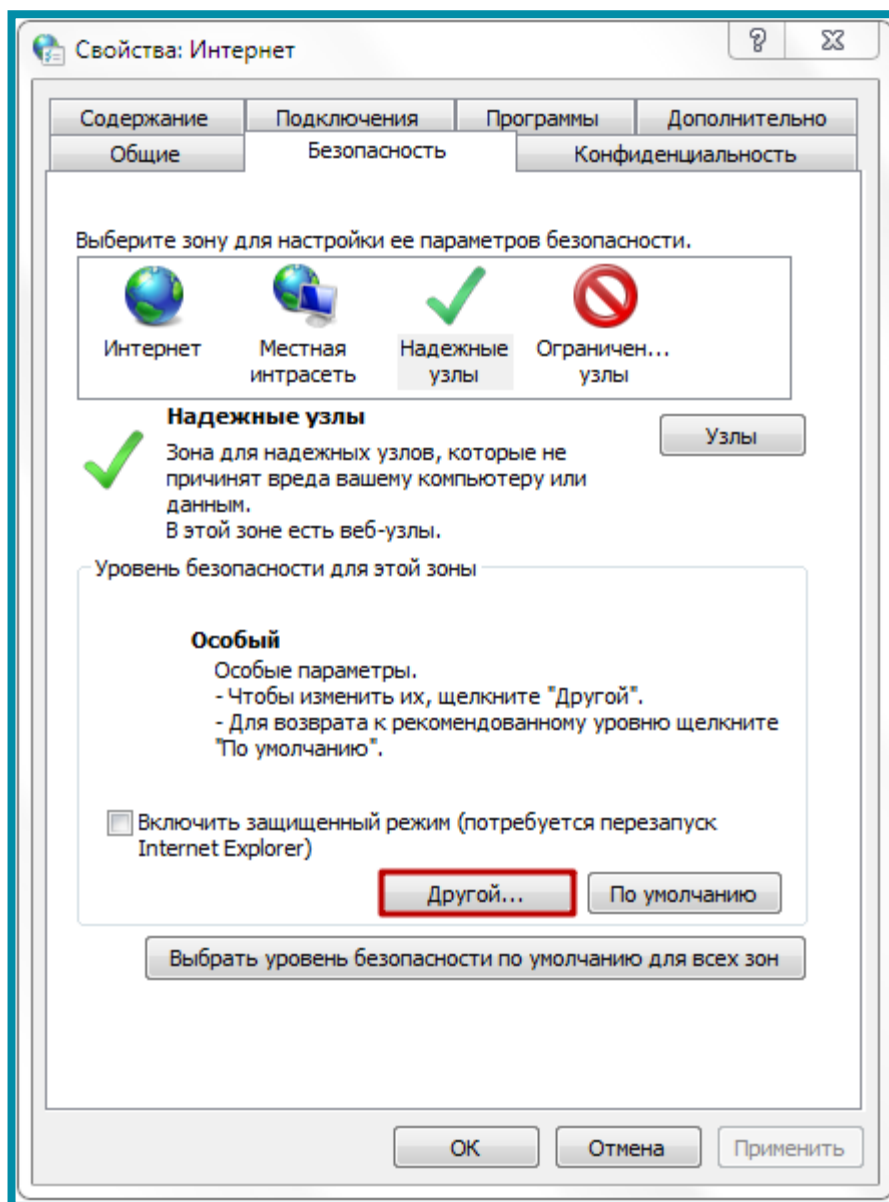 Свойства: Интернет
Содержание Подключения Программы Дополнительно
Общие Безопасность Конфиденциальность
Выберите зону для настройки ее параметров безопасности.
Интернет Местная Надежные Ограничен...
интрасеть узлы узлы
Надежные узлы
Узлы
Зона для надежных узлов, которые не
причинят вреда вашему компьютеру или
данным.
В этой зоне есть веб-узлы.
Уровень безопасности для этой зоны
Особый
Особые параметры.
- Чтобы изменить их, щелкните "Другой".
- Для возврата к рекомендованному уровню щелкните
"По умолчанию".
Включить защищенный режим (потребуется перезапуск
Internet Explorer)
Другой... По умолчанию
Выбрать уровень безопасности по умолчанию для всех зон
ОК Отмена Применить